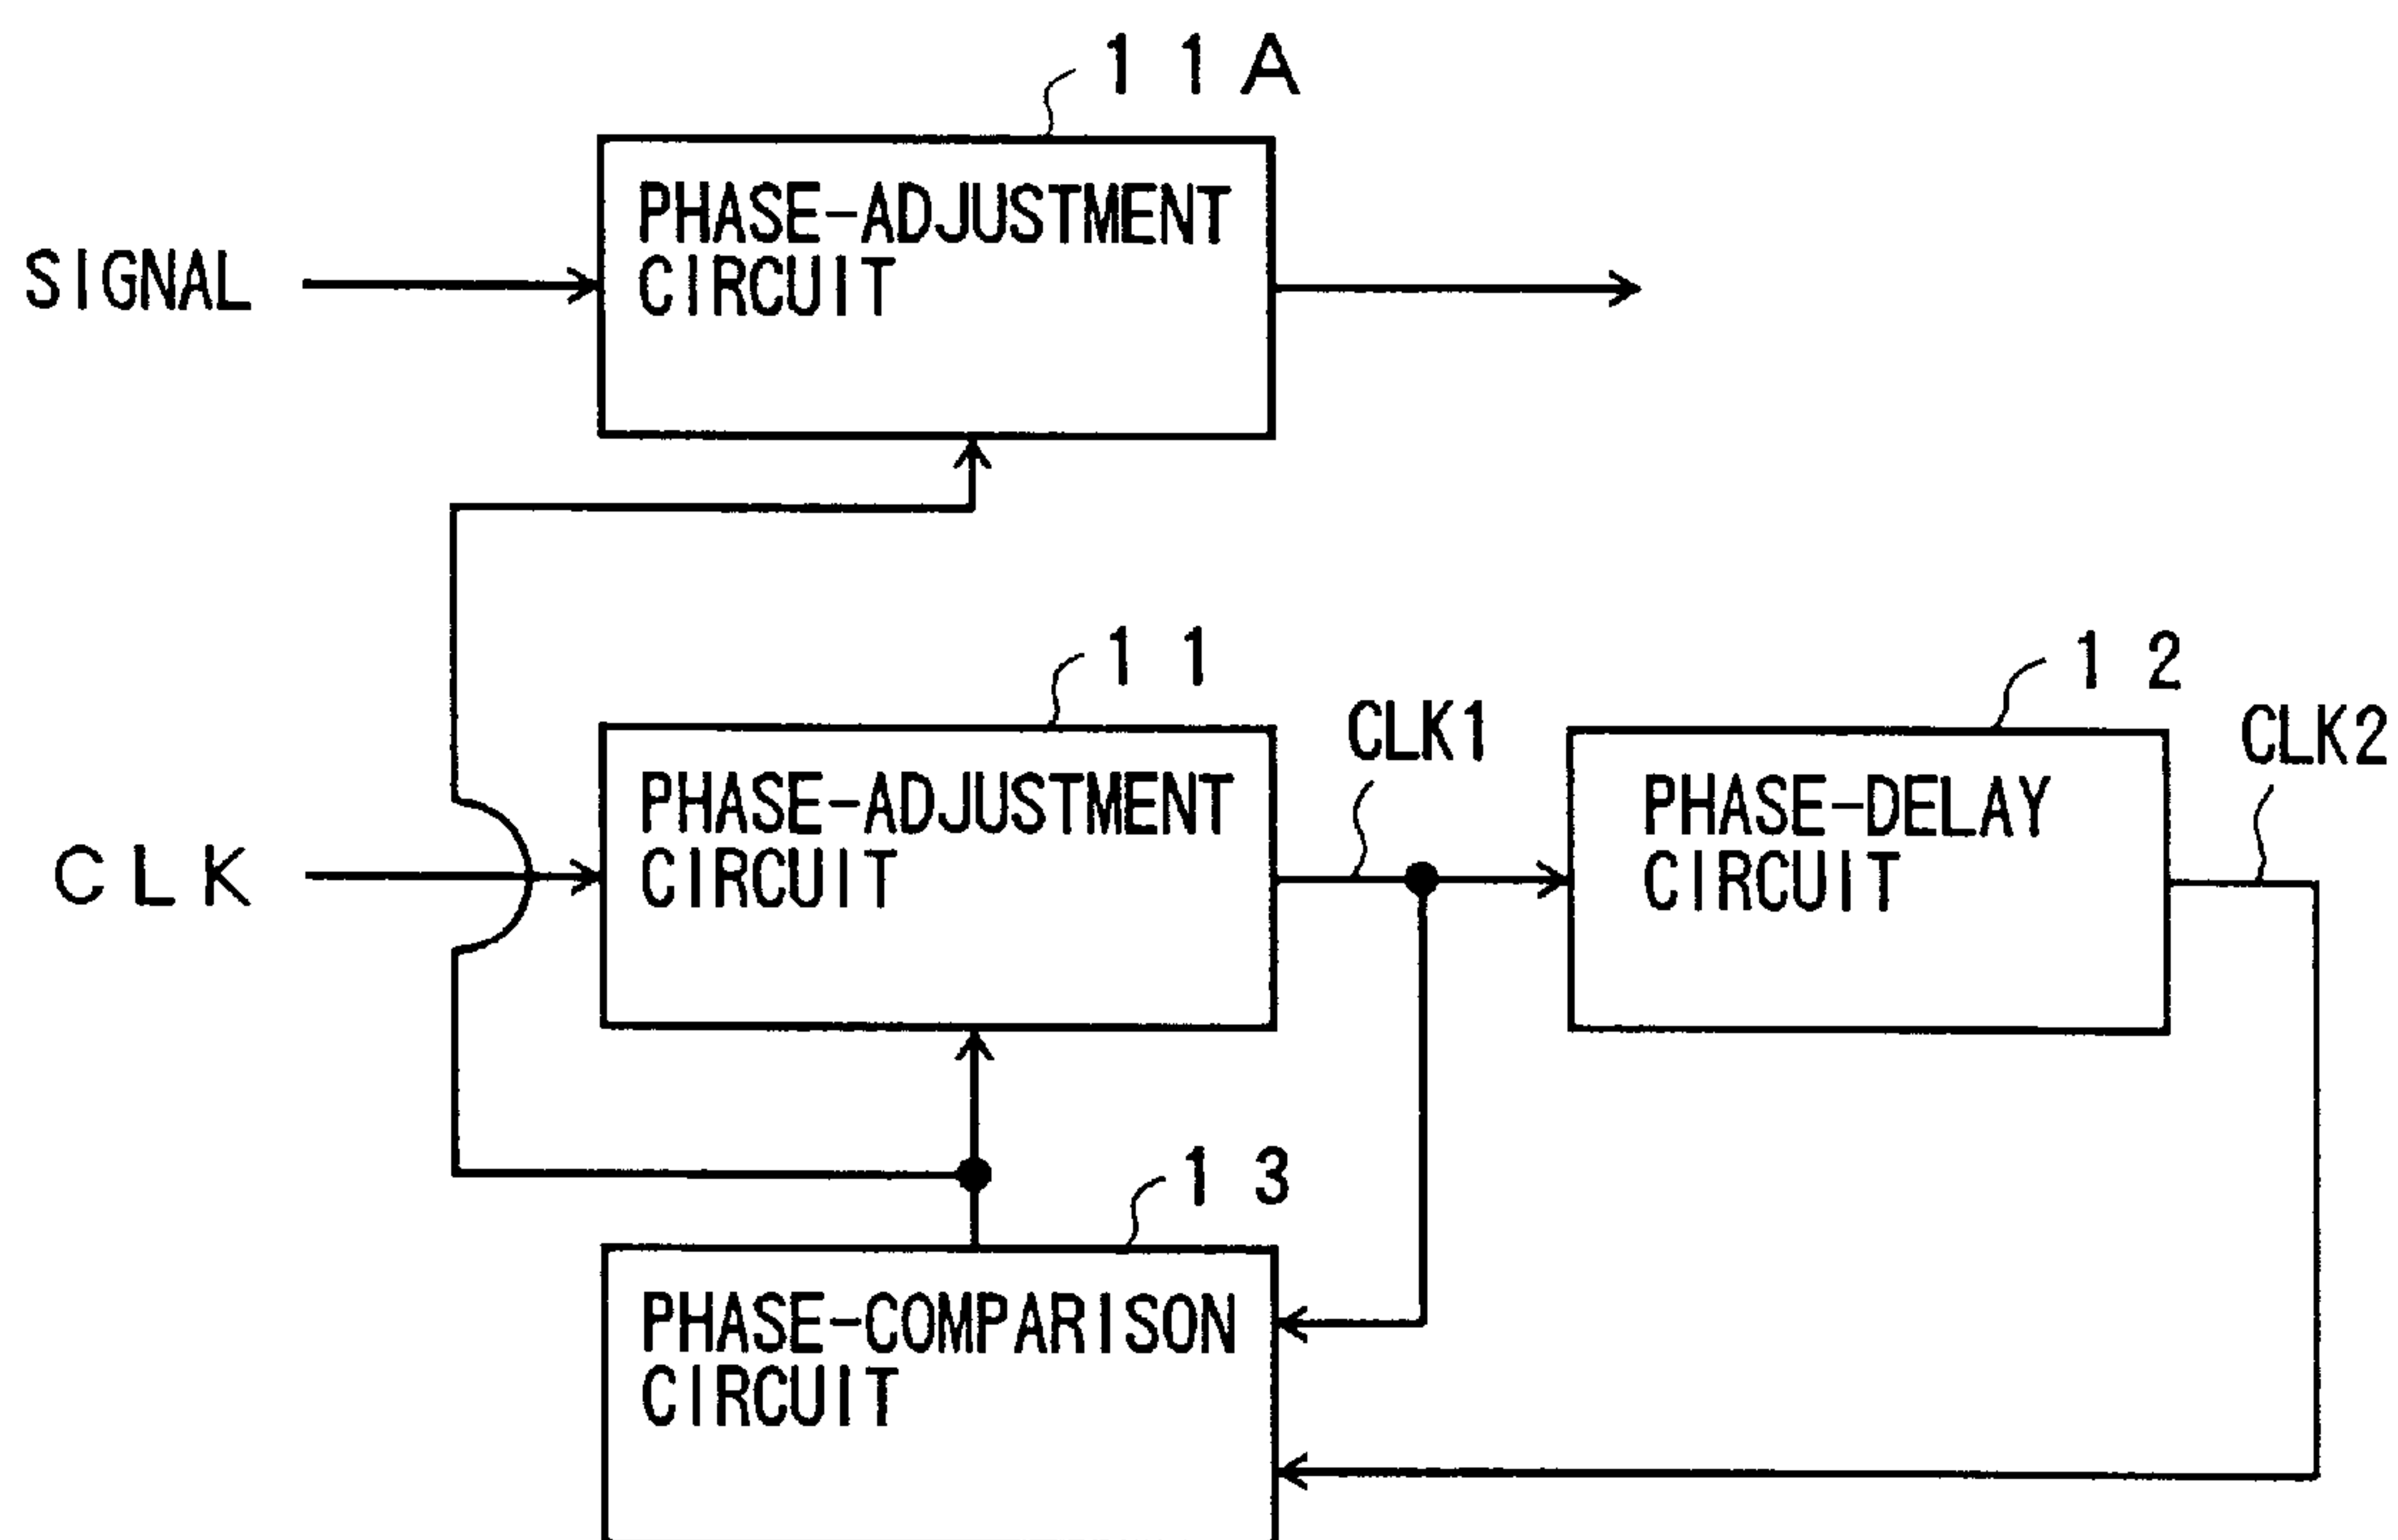 11A
PHASE-ADJUSTMENT
CIRCUIT
SIGNAL
11
12
CLK1
CLK2
PHASE-ADJUSTMENT
CIRCUIT
PHASE-DELAY
CIRCUIT
CLK
13
PHASE-COMPARISON
CIRCUIT